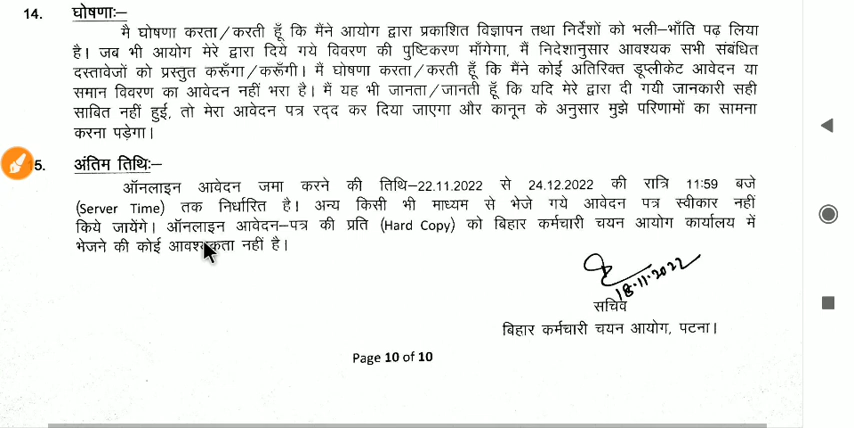 14. घोषणाः–
मै घोषणा करता/करती हूँ कि मैंने आयोग द्वारा प्रकाशित विज्ञापन तथा निर्देशों को भली–भाँति पढ़ लिया
है। जब भी आयोग मेरे द्वारा दिये गये विवरण की पुष्टिकरण माँगेगा, मैं निदेशानुसार आवश्यक सभी संबंधित
दस्तावेजों को प्रस्तुत करूँगा/करूँगी। मैं घोषणा करता/करती हूँ कि मैंने कोई अतिरिक्त डूप्लीकेट आवेदन या
समान विवरण का आवेदन नहीं भरा है। मैं यह भी जानता/जानती हूँ कि यदि मेरे द्वारा दी गयी जानकारी सही
साबित नहीं हुई, तो मेरा आवेदन पत्र रद्द कर दिया जाएगा और कानून के अनुसार मुझे परिणामों का सामना
करना पड़ेगा।
5. अंतिम तिथिः–
ऑनलाइन आवेदन जमा करने की तिथि–22.11.2022 से 24.12.2022 की रात्रि 11:59 बजे
(Server Time) तक निर्धारित है। अन्य किसी भी माध्यम से भेजे गये आवेदन पत्र स्वीकार नहीं
किये जायेंगे। ऑनलाइन आवेदन–पत्र की प्रति (Hard Copy) को बिहार कर्मचारी चयन आयोग कार्यालय में
भेजने की कोई आवश्यकता नहीं है।
18.11.2022
सचिव
बिहार कर्मचारी चयन आयोग, पटना।
Page 10 of 10